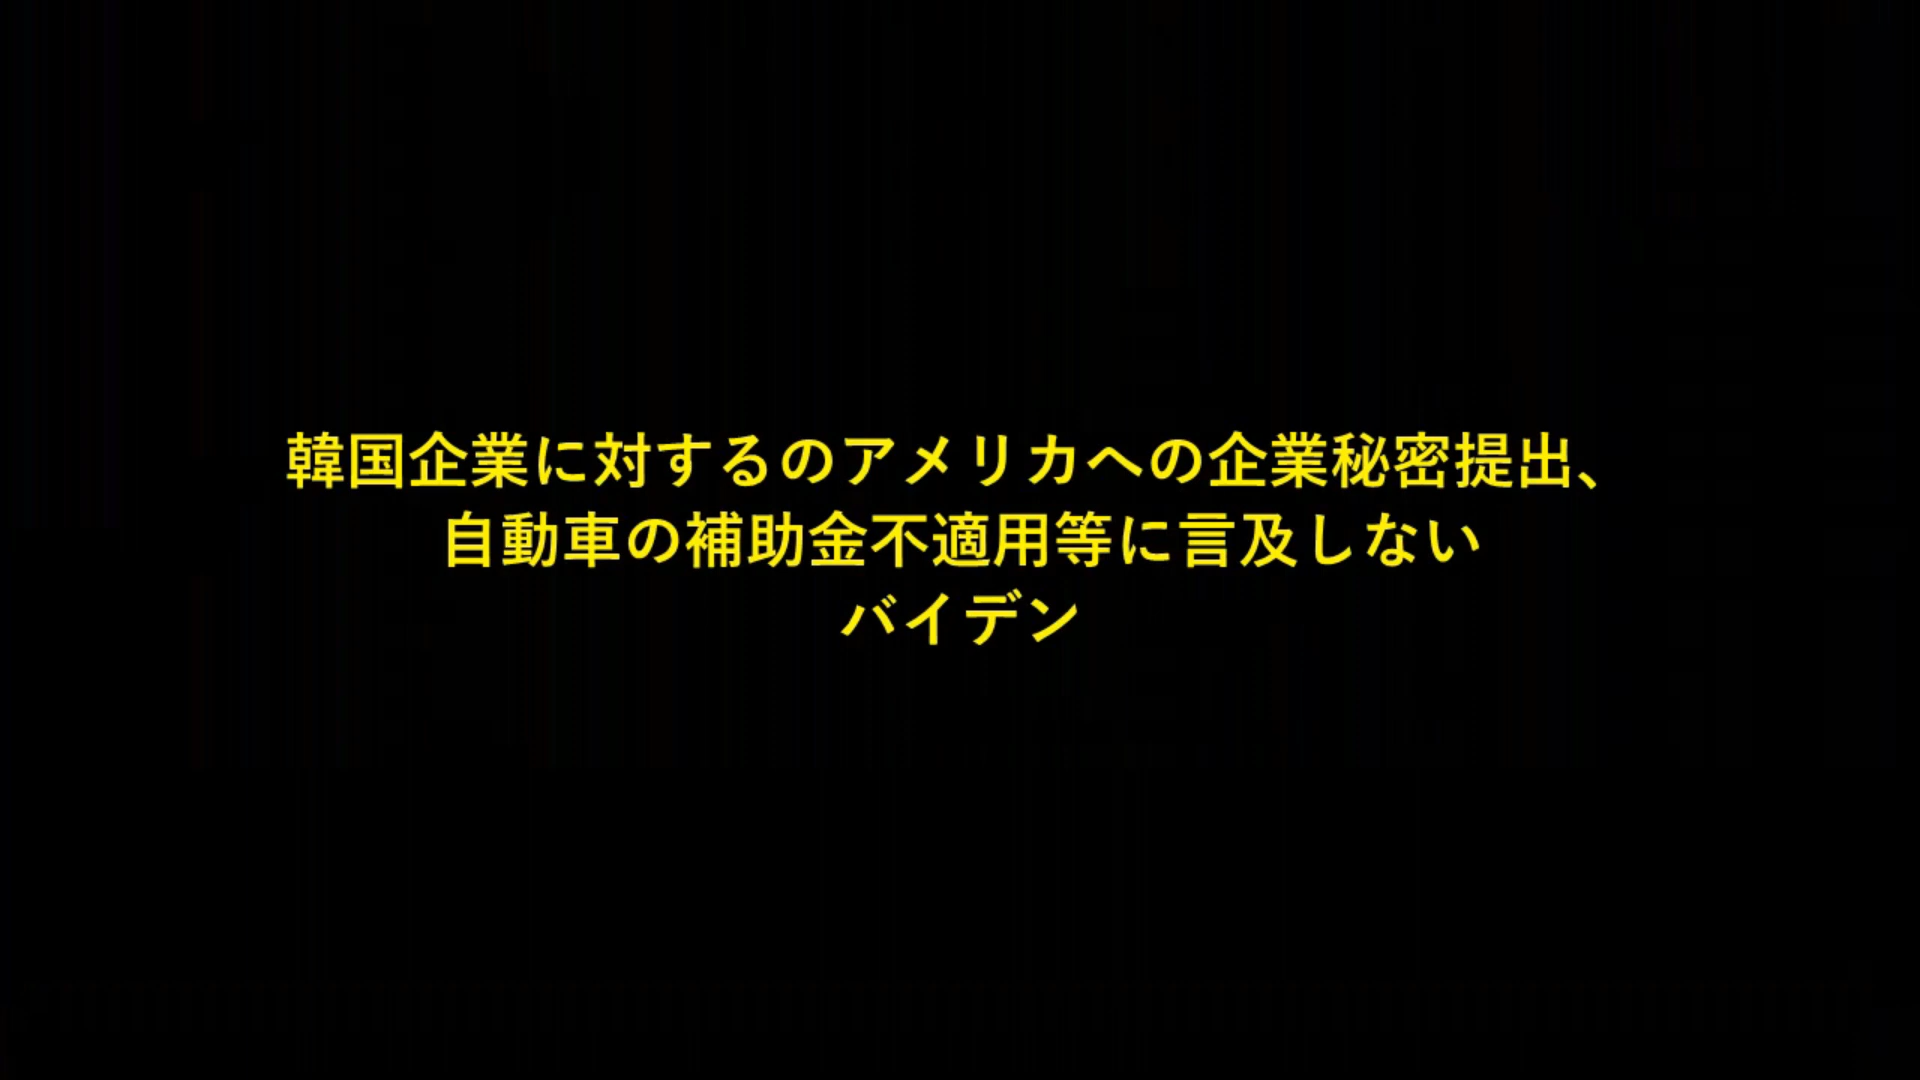 韓国企業に対するのアメリカへの企業秘密提出、
自動車の補助金不適用等に言及しない
バイデン